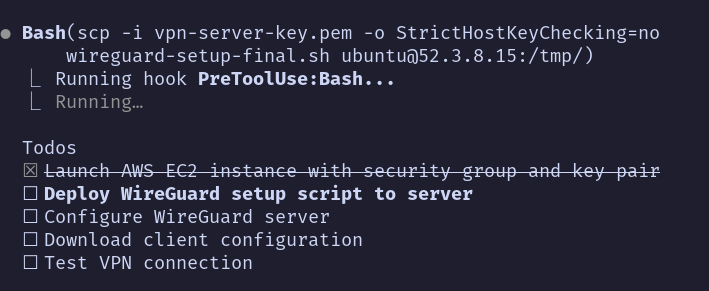 ● Bash(scp -i vpn-server-key.pem -o StrictHostKeyChecking=no
wireguard-setup-final.sh ubuntu@52.3.8.15:/tmp/)
⎿ Running hook PreToolUse:Bash...
⎿ Running…
Todos
☒ Launch AWS EC2 instance with security group and key pair
☐ Deploy WireGuard setup script to server
☐ Configure WireGuard server
☐ Download client configuration
☐ Test VPN connection